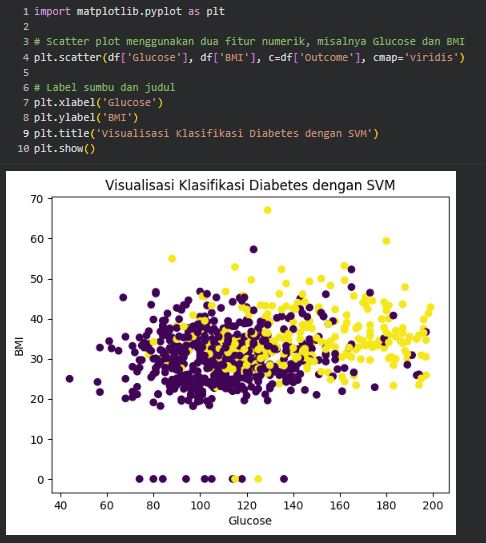 1 import matplotlib.pyplot as plt
2
3 # Scatter plot menggunakan dua fitur numerik, misalnya Glucose dan BMI
4 plt.scatter(df['Glucose'], df['BMI'], c=df['Outcome'], cmap='viridis')
5
6 # Label sumbu dan judul
7 plt.xlabel('Glucose')
8 plt.ylabel('BMI')
9 plt.title('Visualisasi Klasifikasi Diabetes dengan SVM')
10 plt.show()
Visualisasi Klasifikasi Diabetes dengan SVM
70
60
50
40
30
20
10
0
BMI
40 60 80 100 120 140 160 180 200
Glucose